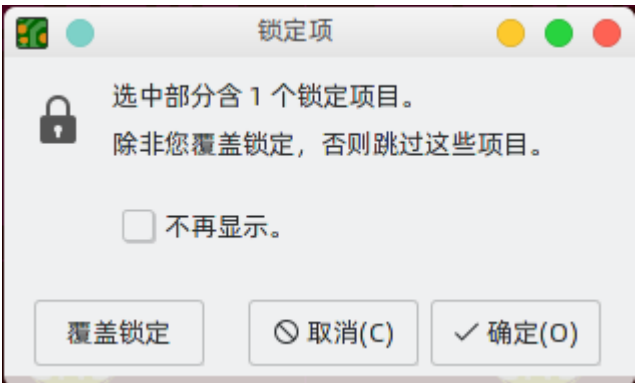 锁定项
选中部分含 1 个锁定项目。
除非您覆盖锁定，否则跳过这些项目。
不再显示。
覆盖锁定
取消(C)
确定(O)